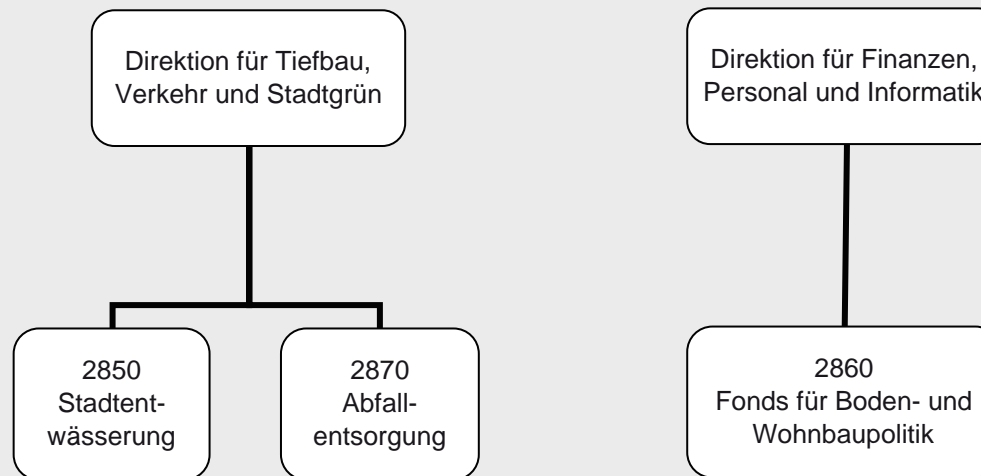 Direktion für Tiefbau,
Verkehr und Stadtgrün
Direktion für Finanzen,
Personal und Informatik
2850
Stadtent-
wässerung
2870
Abfall-
entsorgung
2860
Fonds für Boden- und
Wohnbaupolitik